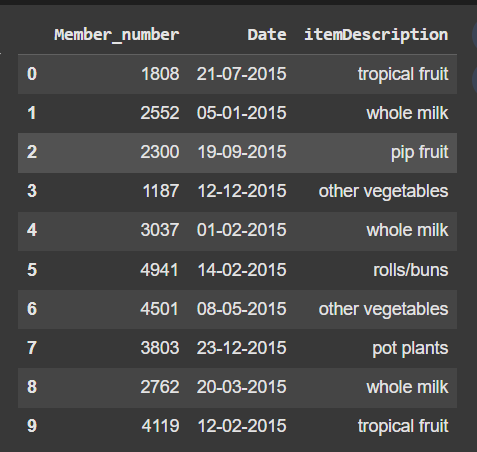 Member_number Date itemDescription
0 1808 21-07-2015 tropical fruit
1 2552 05-01-2015 whole milk
2 2300 19-09-2015 pip fruit
3 1187 12-12-2015 other vegetables
4 3037 01-02-2015 whole milk
5 4941 14-02-2015 rolls/buns
6 4501 08-05-2015 other vegetables
7 3803 23-12-2015 pot plants
8 2762 20-03-2015 whole milk
9 4119 12-02-2015 tropical fruit